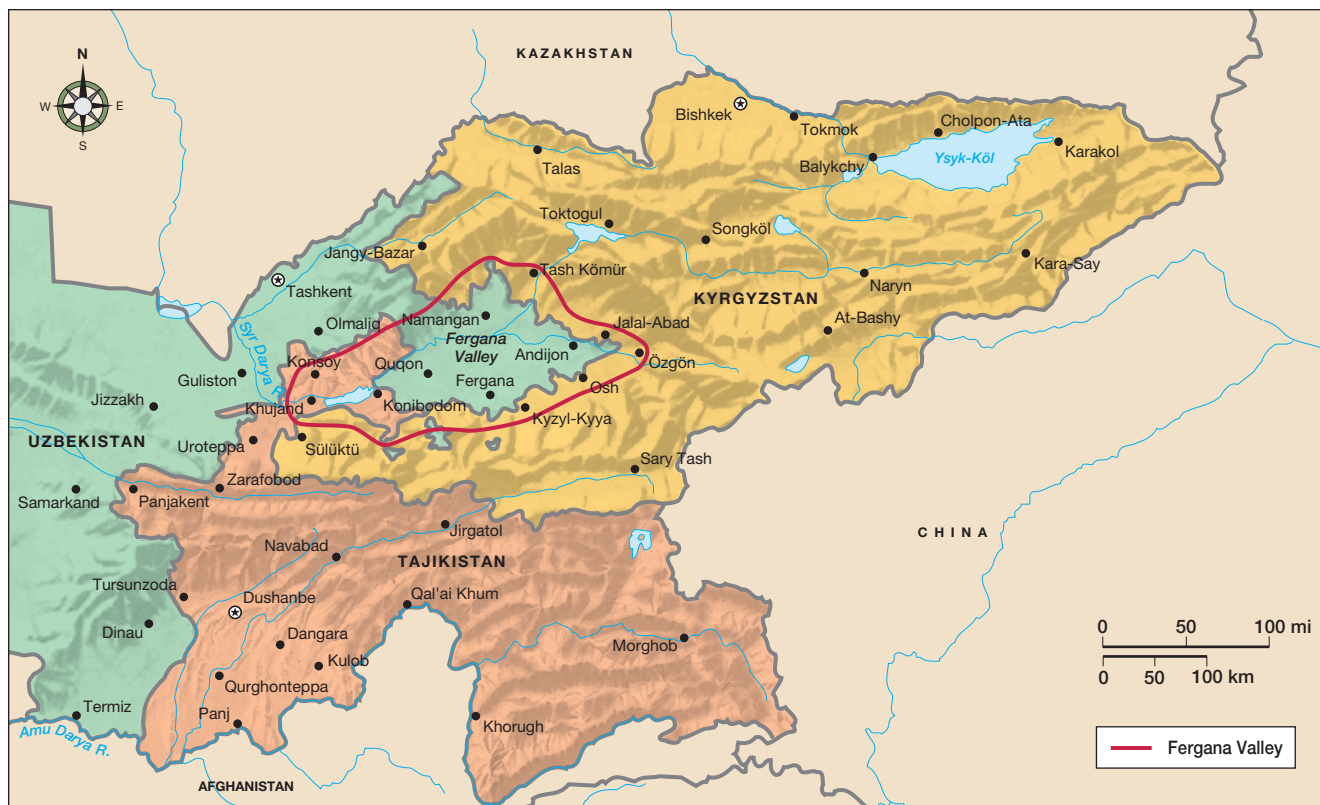 KAZAKHSTAN
N
W
E
S
Bishkek
Tokmok
Cholpon-Ata
Ysyk-Köl
Karakol
Balykchy
Talas
Toktogul
Songköl
Jangy-Bazar
Kara-Say
Tash Kömür
Naryn
Tashkent
KYRGYZSTAN
Namangan
Olmaliq
Jalal-Abad
At-Bashy
Fergana
Valley
Syr Darya R.
Andijon
Özgön
Konsoy
Quqon
Guliston
Fergana
Osh
Jizzakh
Khujand
Konibodom
Kyzyl-Kyya
UZBEKISTAN
Uroteppa
Sülüktü
Sary Tash
Zarafobod
Samarkand
Panjakent
Jirgatol
CHINA
Navabad
TAJIKISTAN
Tursunzoda
Dushanbe
Qal'ai Khum
Dinau
Dangara
Morghob
0 50 100 mi
Kulob
0 50 100 km
Qurghonteppa
Termiz
Panj
Khorugh
Amu Darya R.
Fergana Valley
AFGHANISTAN